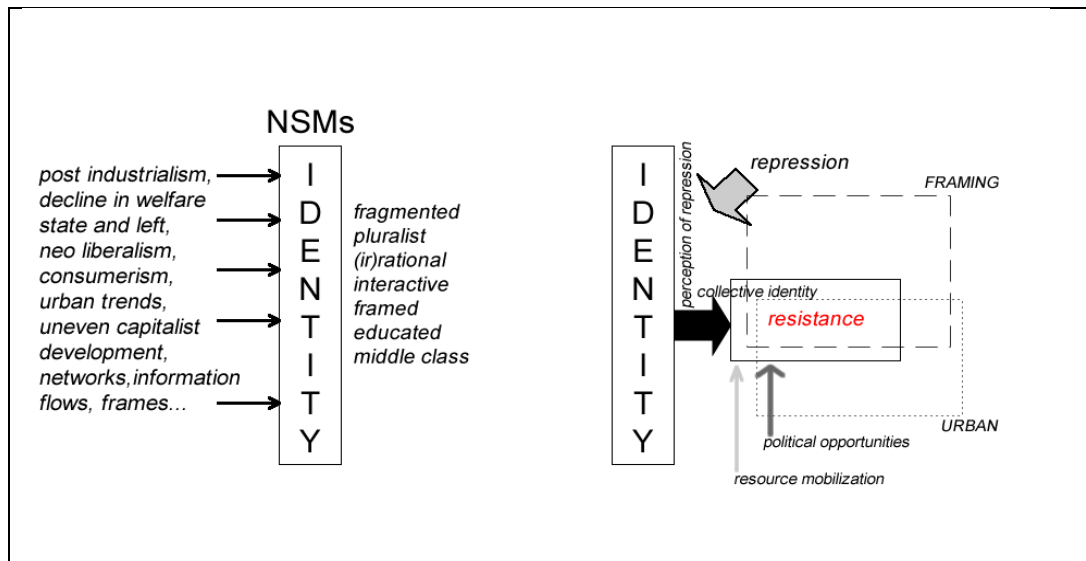 NSMs
post industrialism,
decline in welfare
state and left,
neo liberalism,
consumerism,
urban trends,
uneven capitalist
development,
networks,information
flows, frames...
I
D
E
N
T
I
T
Y
fragmented
pluralist
(ir)rational
interactive
framed
educated
middle class
I
D
E
N
T
I
T
Y
perception of repression
repression
FRAMING
collective identity
resistance
URBAN
political opportunities
resource mobilization